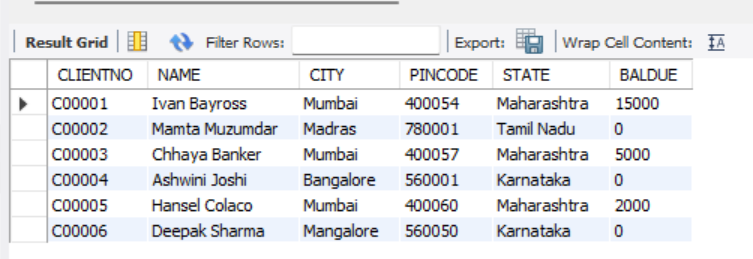 Result Grid Filter Rows: Export: Wrap Cell Content: IA
CLIENTNO NAME CITY PINCODE STATE BALDUE
C00001 Ivan Bayross Mumbai 400054 Maharashtra 15000
C00002 Mamta Muzumdar Madras 780001 Tamil Nadu 0
C00003 Chhaya Banker Mumbai 400057 Maharashtra 5000
C00004 Ashwini Joshi Bangalore 560001 Karnataka 0
C00005 Hansel Colaco Mumbai 400060 Maharashtra 2000
C00006 Deepak Sharma Mangalore 560050 Karnataka 0